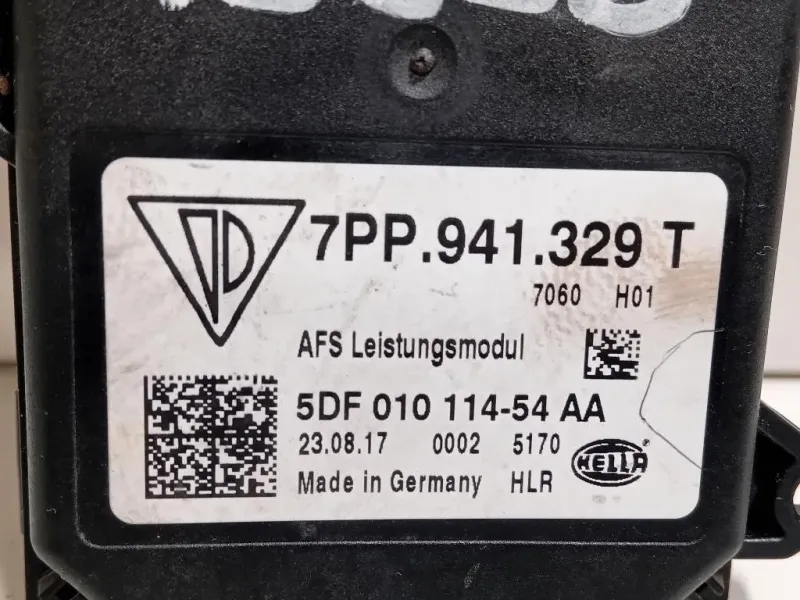 7PP.941.329 T
7060 H01
AFS Leistungsmodul
5DF 010 114-54 AA
23.08.17 0002 5170
HELLA
Made in Germany HLR